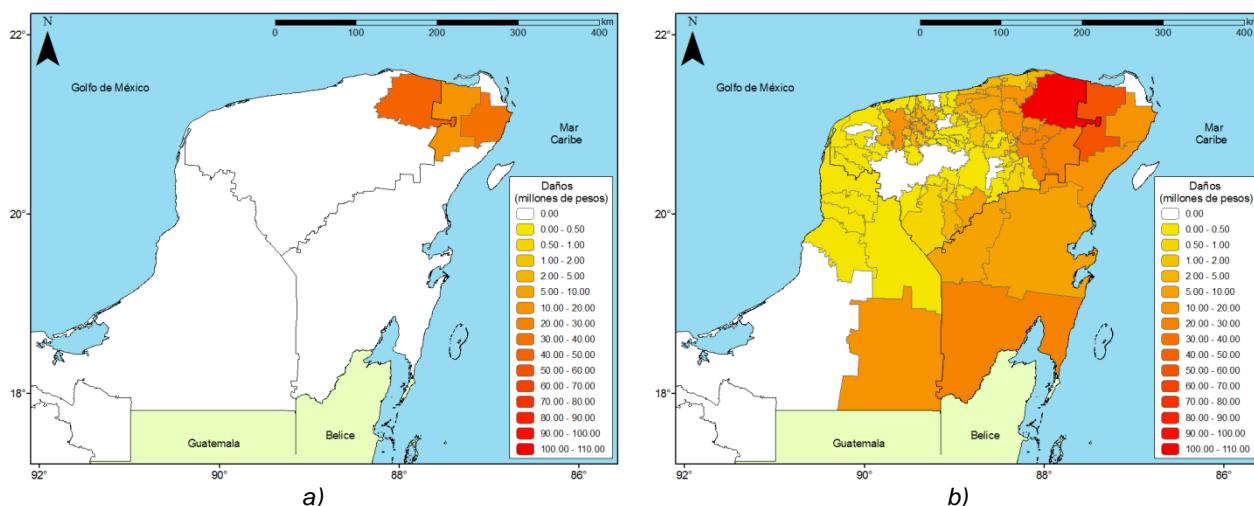 N
0 100 200 300 400
km
22°
20°
18°
92° 90° 88° 86°
Golfo de México
Mar
Caribe
Guatemala
Belice
Daños
(millones de pesos)
0.00
0.00 - 0.50
0.50 - 1.00
1.00 - 2.00
2.00 - 5.00
5.00 - 10.00
10.00 - 20.00
20.00 - 30.00
30.00 - 40.00
40.00 - 50.00
50.00 - 60.00
60.00 - 70.00
70.00 - 80.00
80.00 - 90.00
90.00 - 100.00
100.00 - 110.00
a)
N
0 100 200 300 400
km
22°
20°
18°
92° 90° 88° 86°
Golfo de México
Mar
Caribe
Guatemala
Belice
Daños
(millones de pesos)
0.00
0.00 - 0.50
0.50 - 1.00
1.00 - 2.00
2.00 - 5.00
5.00 - 10.00
10.00 - 20.00
20.00 - 30.00
30.00 - 40.00
40.00 - 50.00
50.00 - 60.00
60.00 - 70.00
70.00 - 80.00
80.00 - 90.00
90.00 - 100.00
100.00 - 110.00
b)